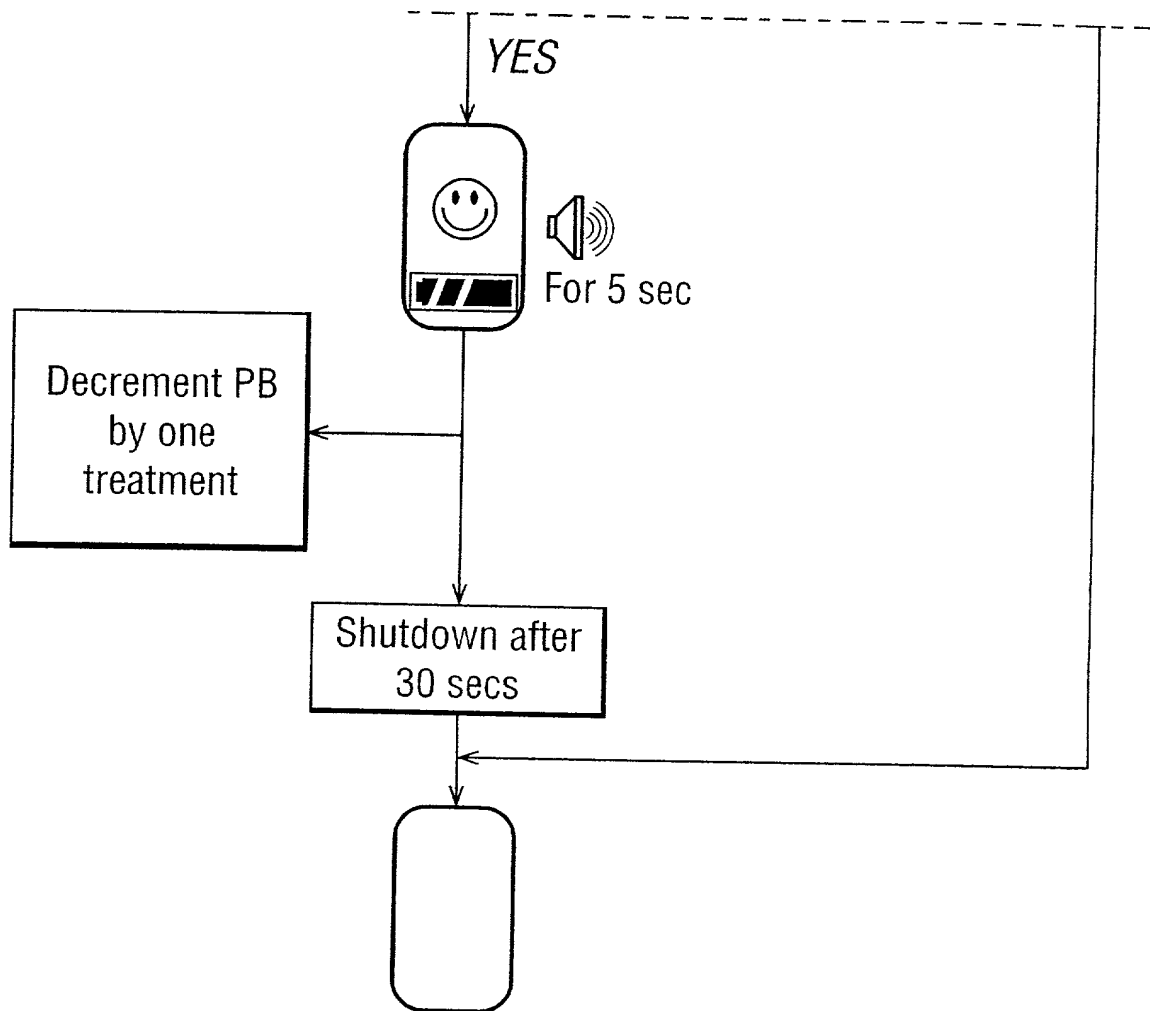 YES
For 5 sec
Decrement PB
by one
treatment
Shutdown after
30 secs